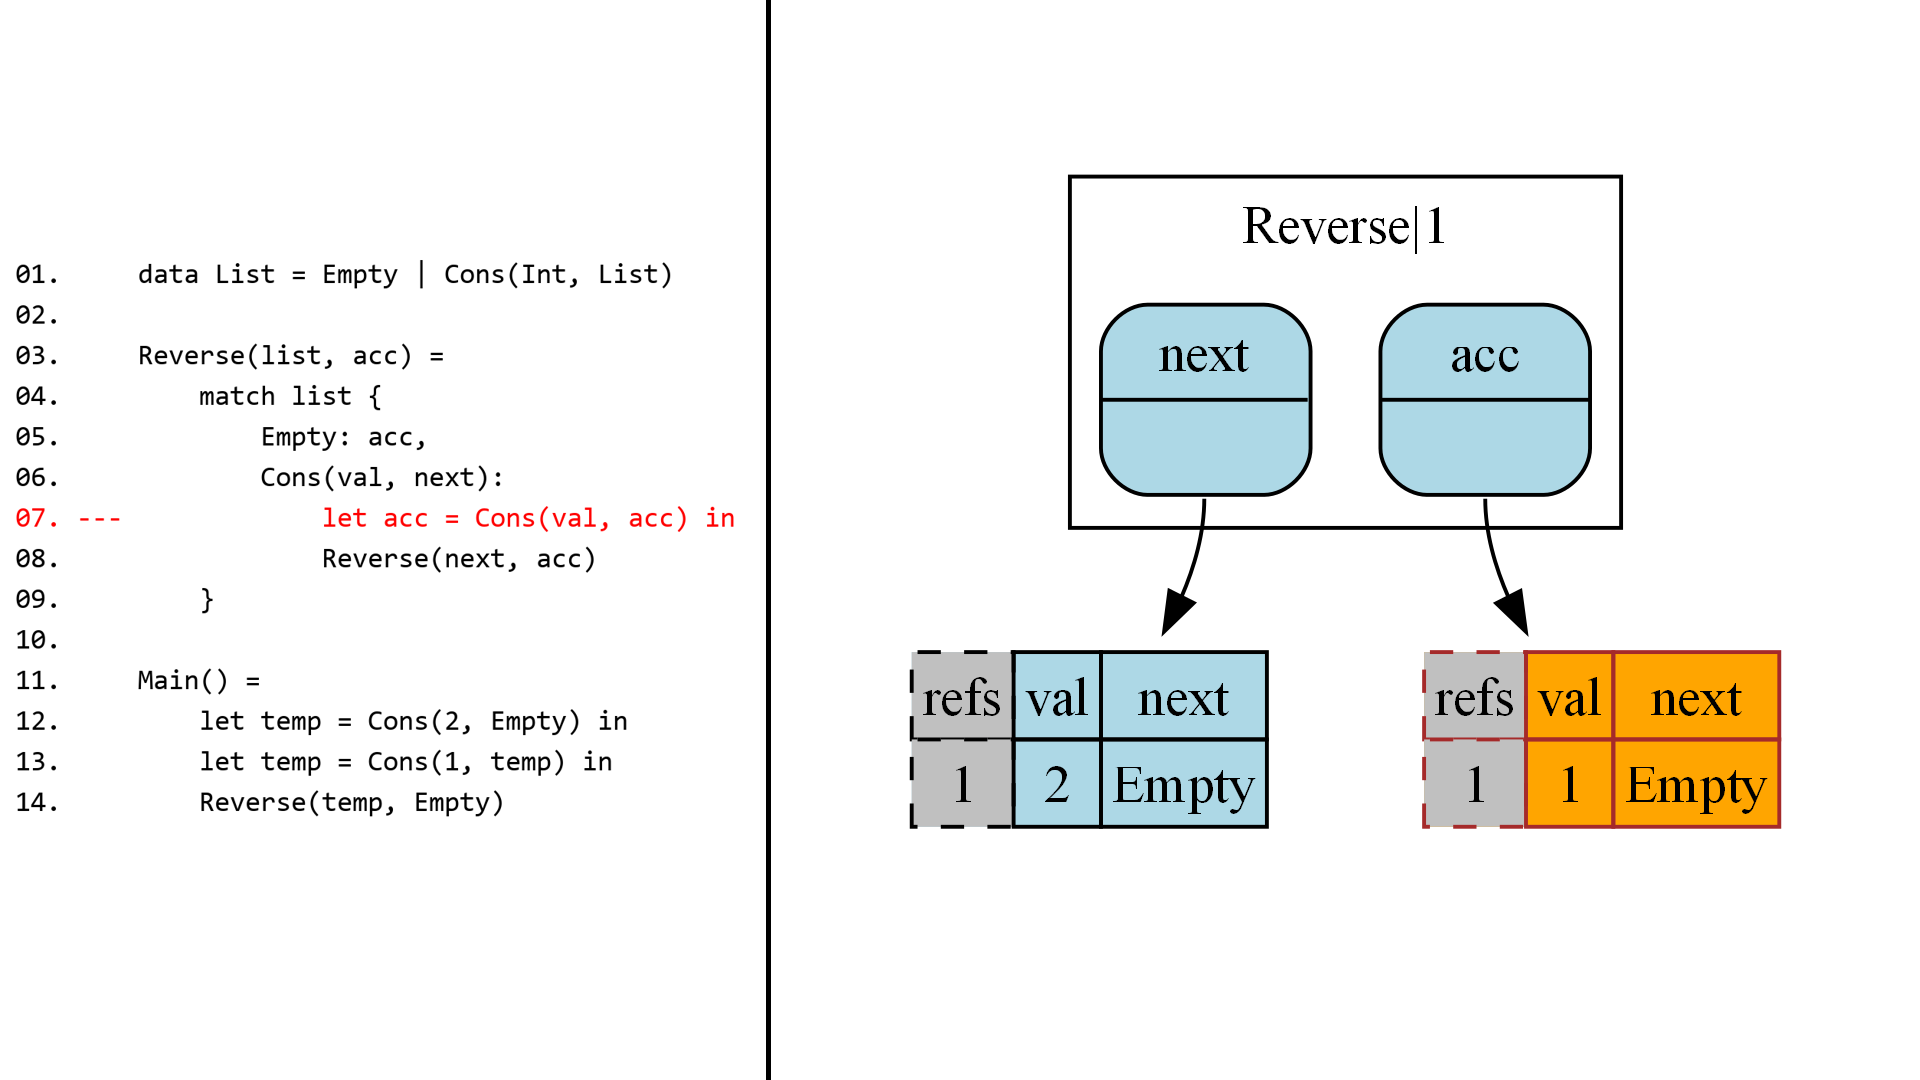 01.     data List = Empty | Cons(Int, List)
02.
03.     Reverse(list, acc) =
04.         match list {
05.             Empty: acc,
06.             Cons(val, next):
07. ---             let acc = Cons(val, acc) in
08.                 Reverse(next, acc)
09.         }
10.
11.     Main() =
12.         let temp = Cons(2, Empty) in
13.         let temp = Cons(1, temp) in
14.         Reverse(temp, Empty)
Reverse|1
next acc
refs val next refs val next
1 2 Empty 1 1 Empty